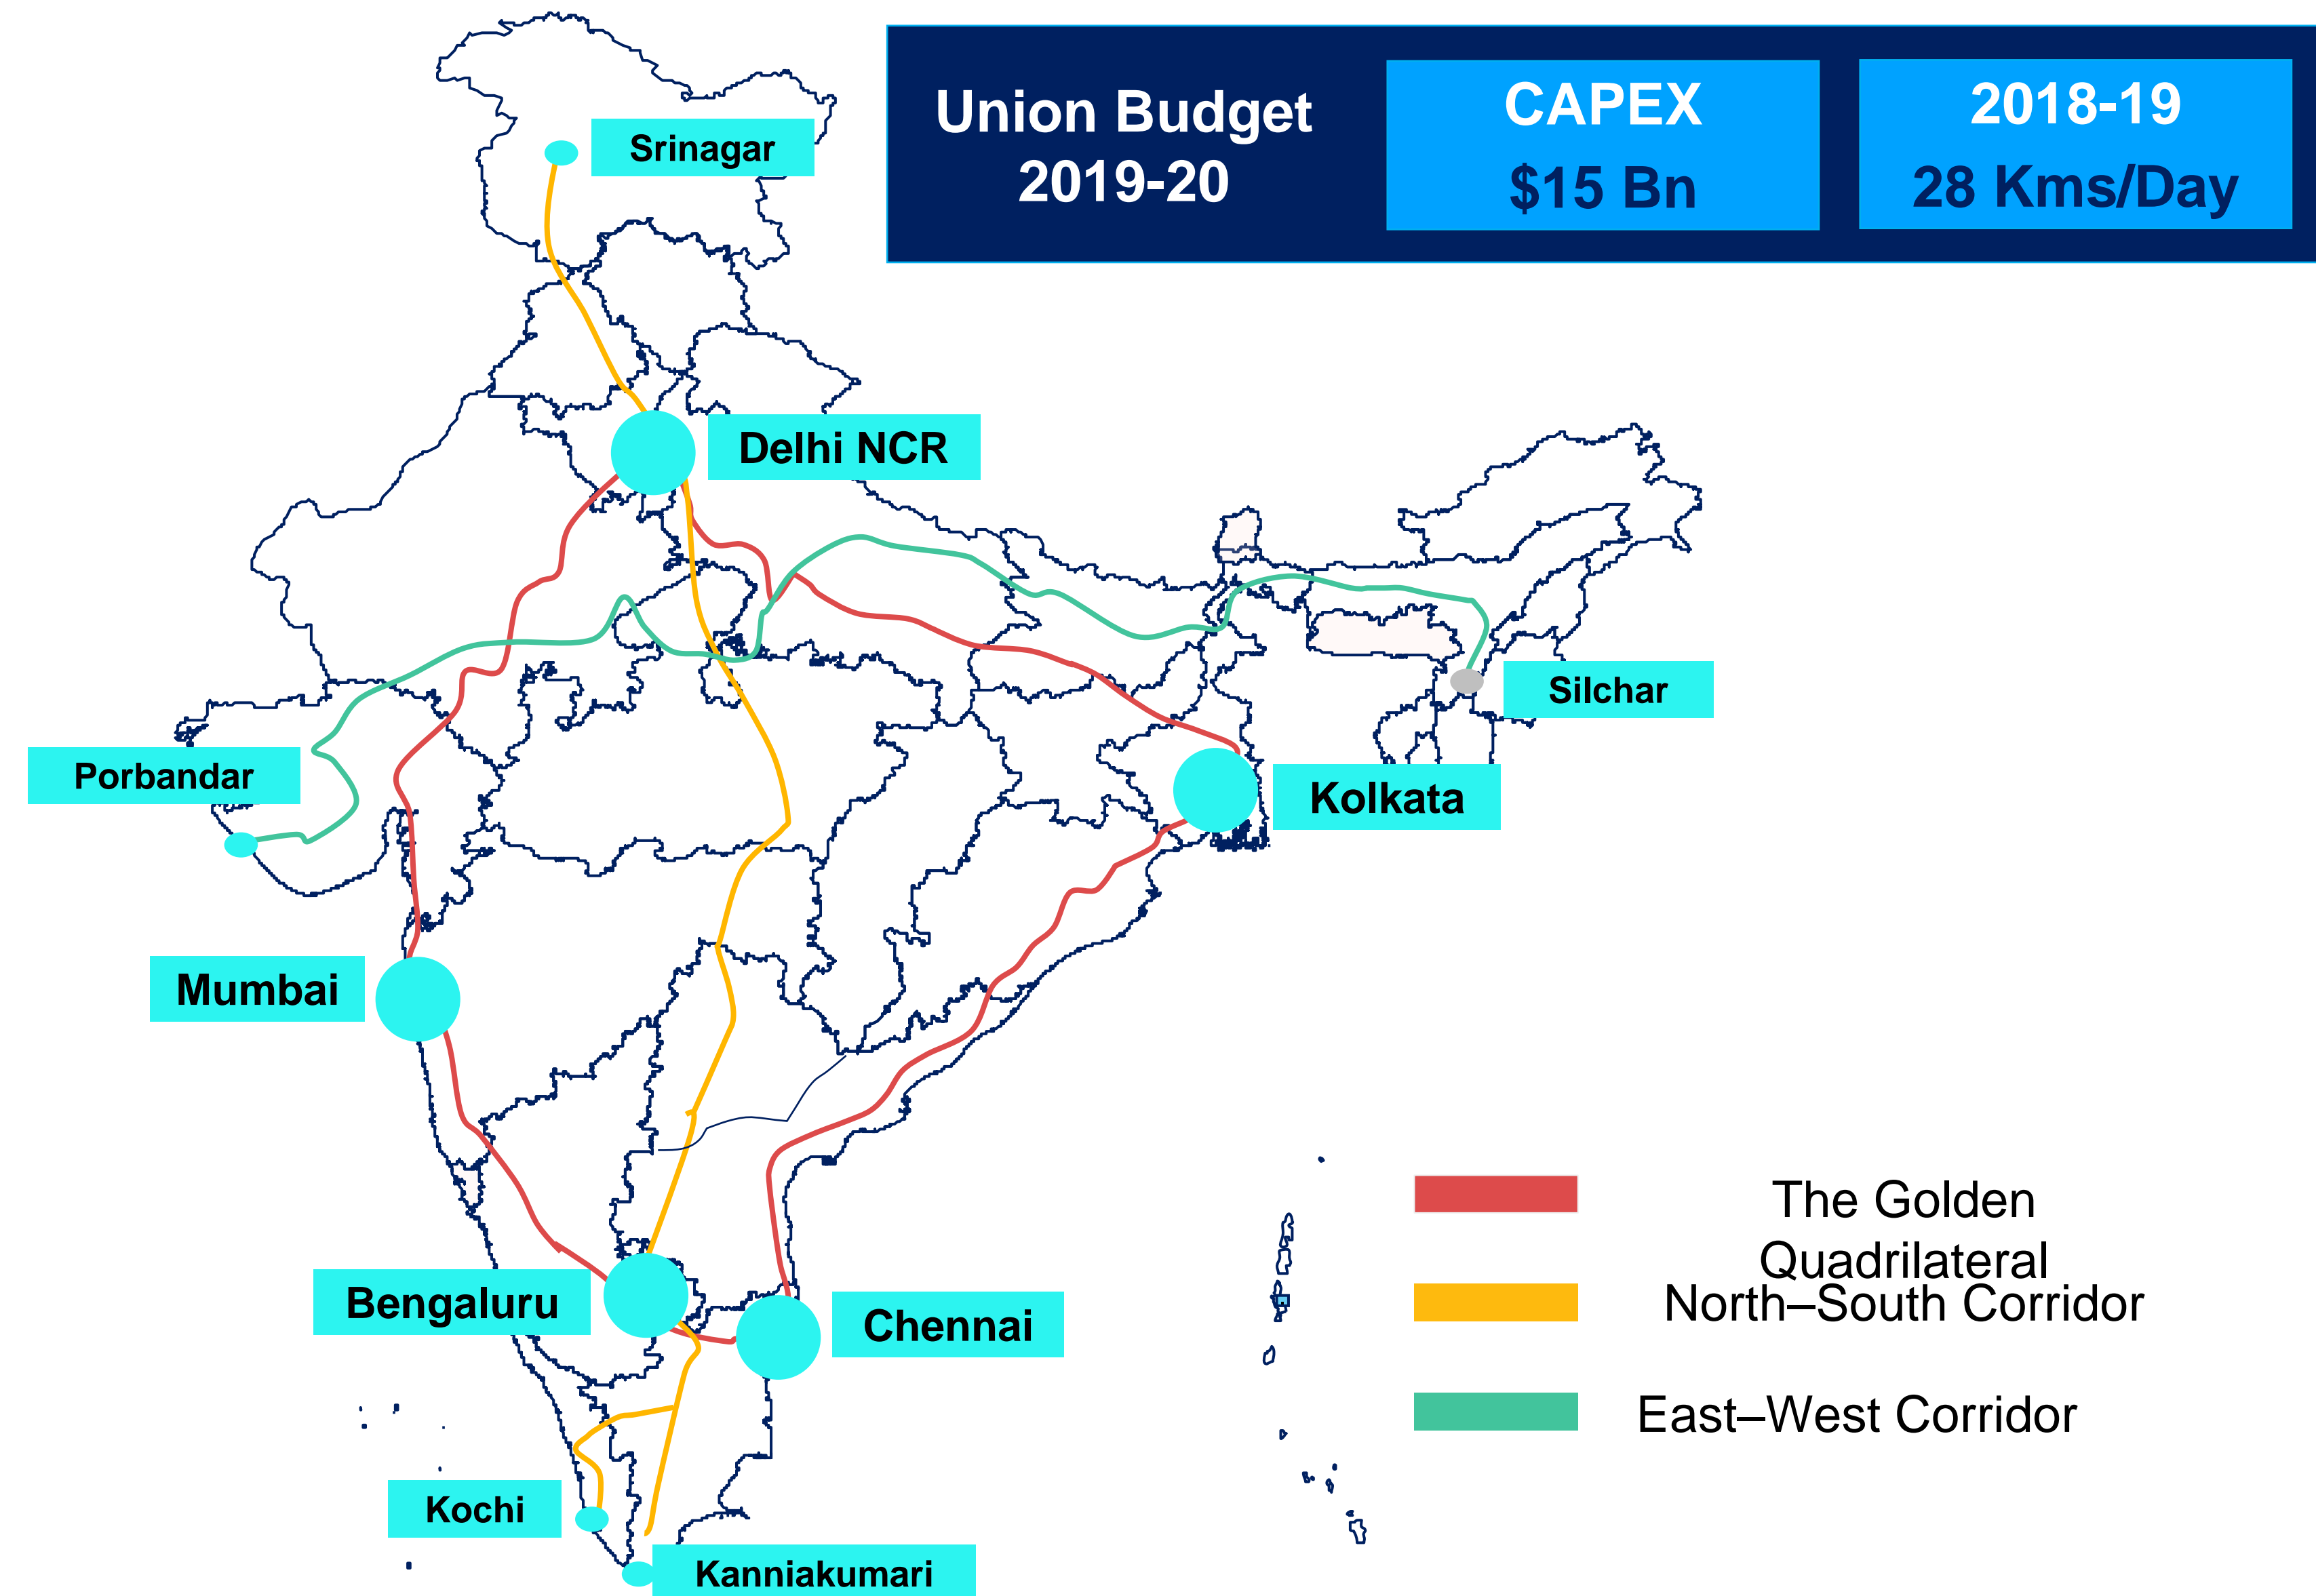 Union Budget
2019-20
CAPEX
$15 Bn
2018-19
28 Kms/Day
Srinagar
Delhi NCR
Silchar
Porbandar
Kolkata
Mumbai
Bengaluru
Chennai
Kochi
Kanniakumari
The Golden
Quadrilateral
North–South Corridor
East–West Corridor